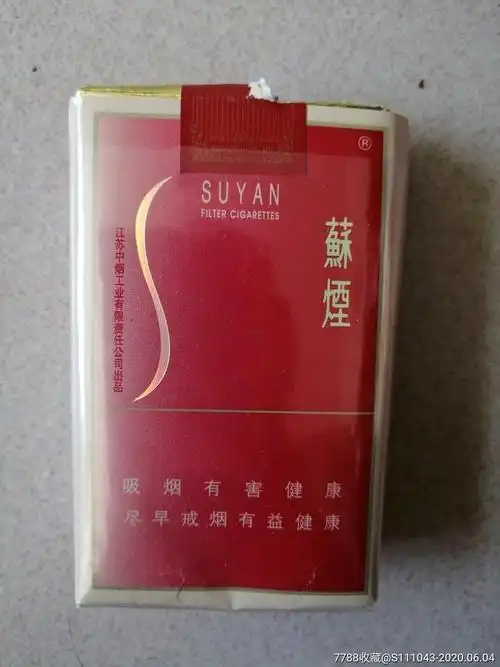 ®
SUYAN
FILTER CIGARETTES
蘇煙
江苏中烟工业有限责任公司出品
吸烟有害健康
尽早戒烟有益健康
7788收藏@S111043-2020.06.04